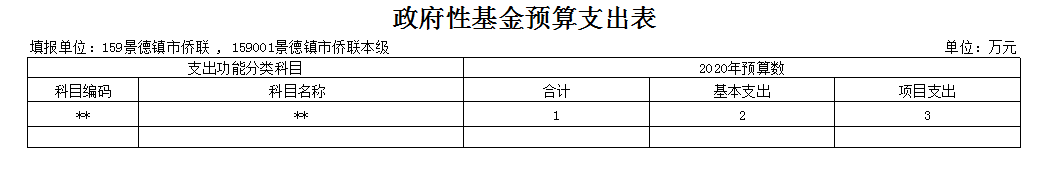 政府性基金预算支出表
填报单位：159景德镇市侨联 ，159001景德镇市侨联本级 单位：万元
支出功能分类科目 2020年预算数
科目编码 科目名称 合计 基本支出 项目支出
** ** 1 2 3